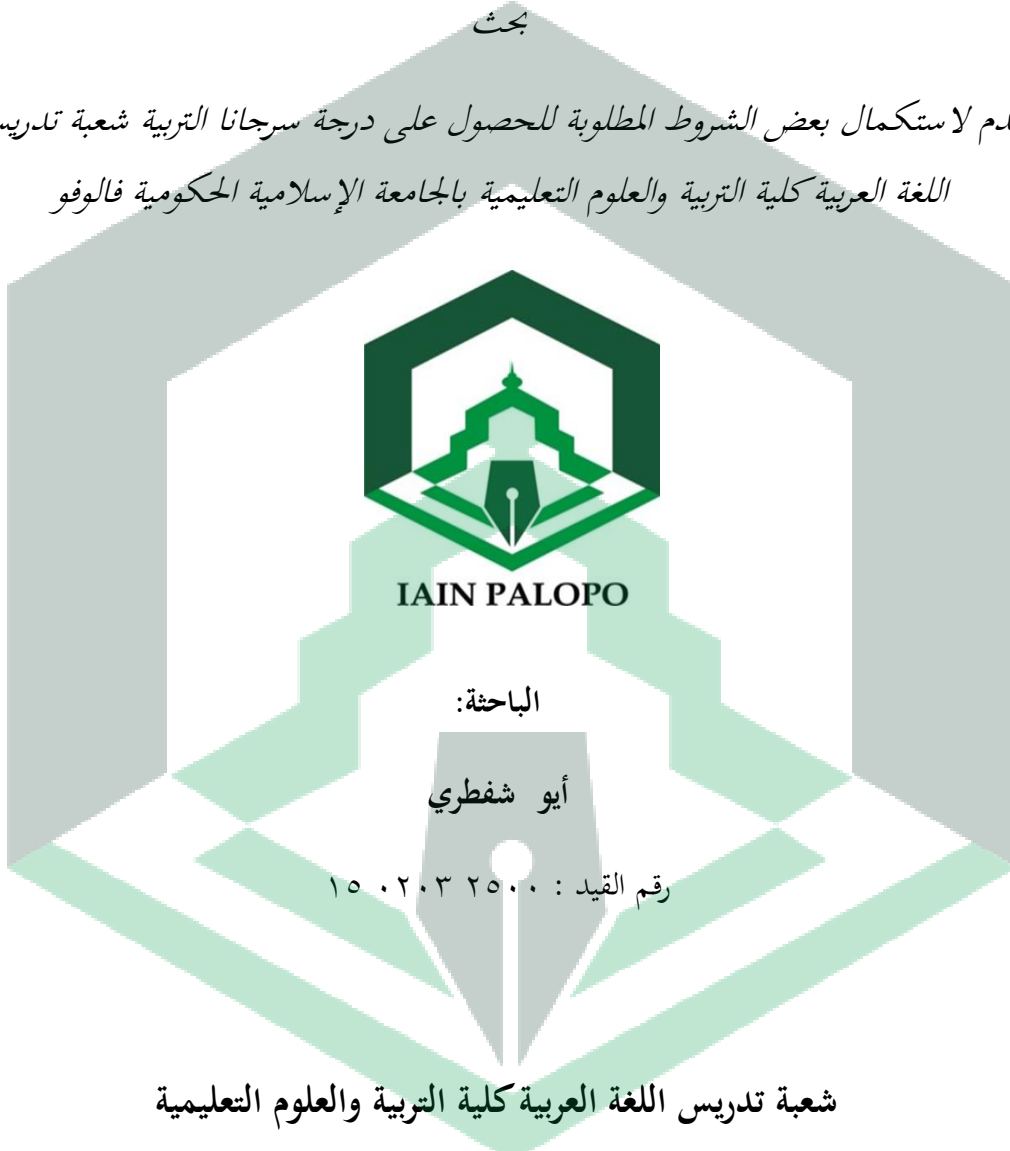 بحث
دم لاستكمال بعض الشروط المطلوبة للحصول على درجة سرجانا التربية شعبة تدريس
اللغة العربية كلية التربية والعلوم التعليمية بالجامعة الإسلامية الحكومية فالوفو
IAIN PALOPO
الباحثة:
أيو شفطري
رقم القيد : ٢٥٠٠ ٠٢٠٣ ١٥
شعبة تدريس اللغة العربية كلية التربية والعلوم التعليمية